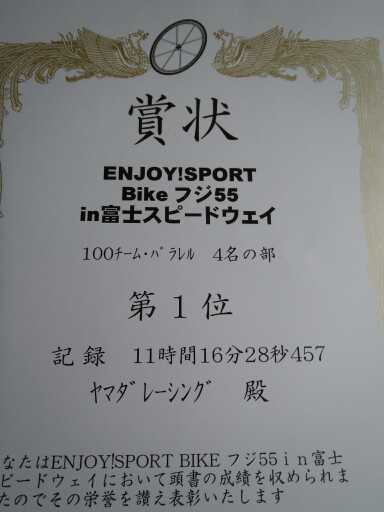 賞状
ENJOY!SPORT
Bike フジ55
in富士スピードウェイ
100ﾁｰﾑ･ﾊﾟﾗﾚﾙ 4名の部
第1位
記録 11時間16分28秒457
ﾔﾏﾀﾞﾚｰｼﾝｸﾞ 殿
なたはENJOY!SPORT BIKE フジ55 in富士
ピードウェイにおいて頭書の成績を収められま
たのでその栄誉を讃え表彰いたします